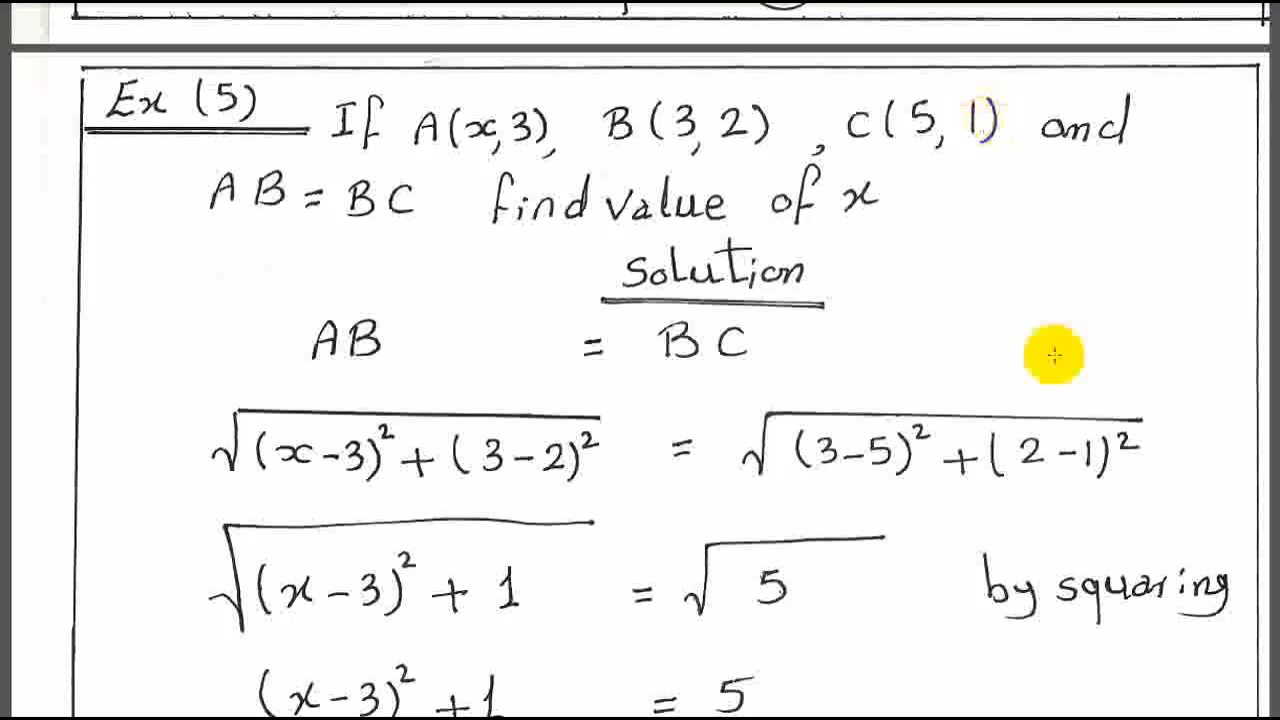 Ex (5) If A(x,3), B(3,2), C(5,1) and
AB = BC find value of x
Solution
AB = BC
√(x-3)² + (3-2)² = √(3-5)² + (2-1)²
√(x-3)² + 1 = √5 by squaring
(x-3)² + 1 = 5